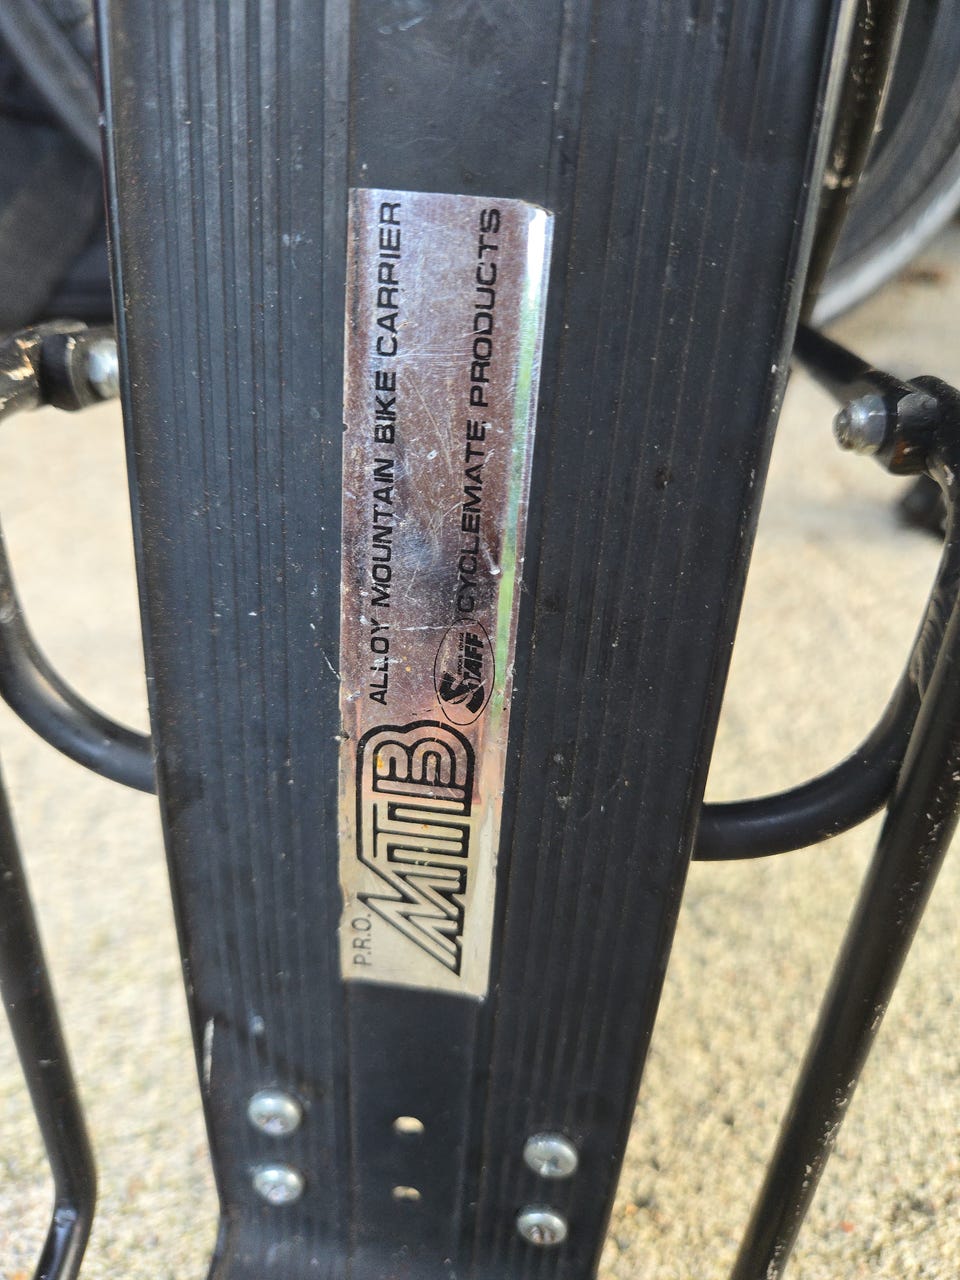 P.R.O.
MTB
ALLOY MOUNTAIN BIKE CARRIER
STAFF
CYCLEMATE PRODUCTS